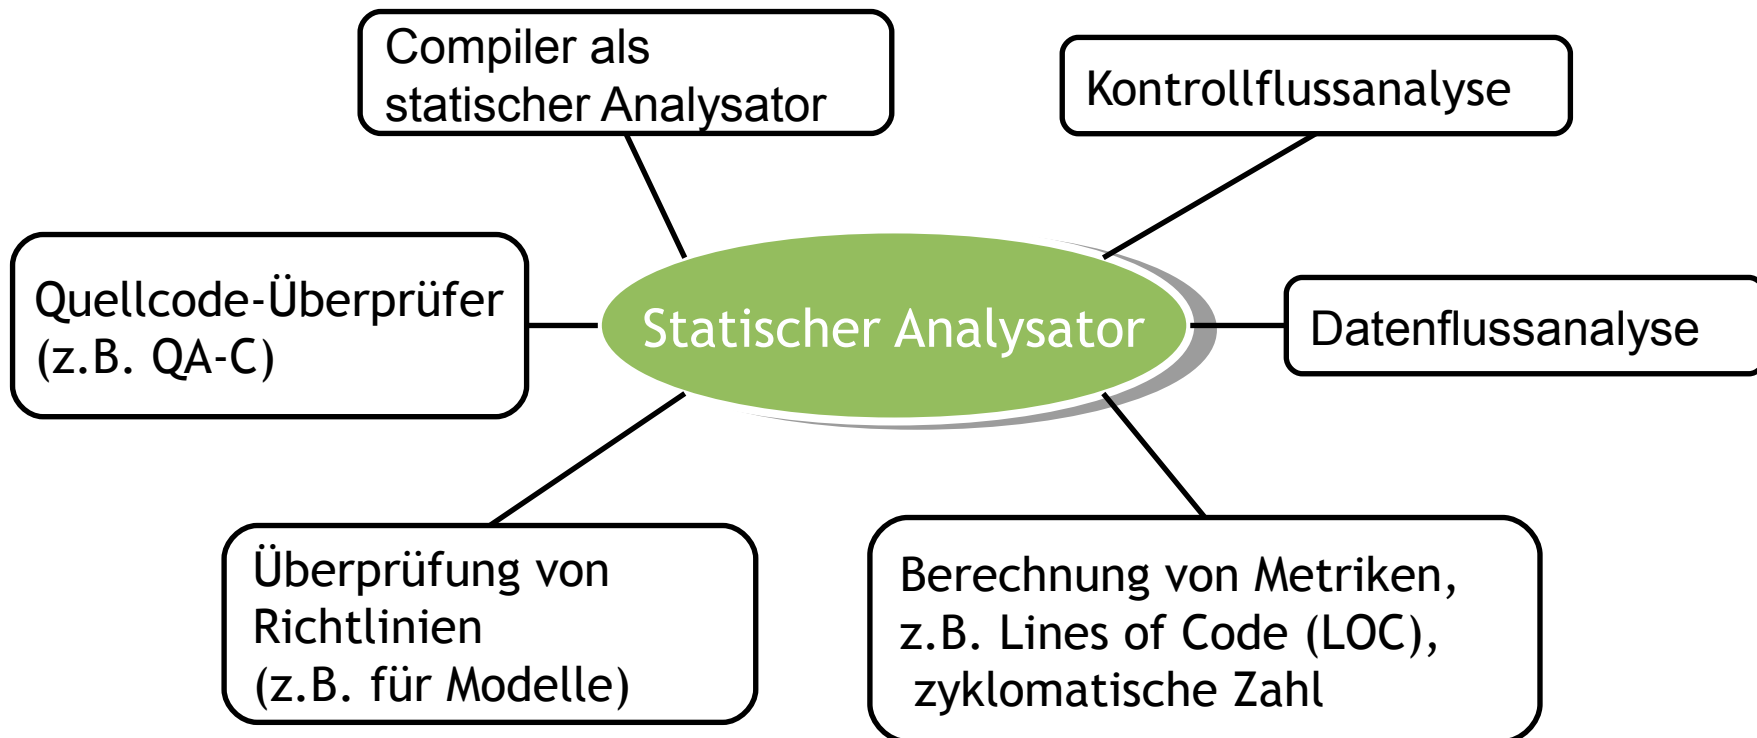 Compiler als
statischer Analysator
Kontrollflussanalyse
Quellcode-Überprüfer
(z.B. QA-C)
Statischer Analysator
Datenflussanalyse
Überprüfung von
Richtlinien
(z.B. für Modelle)
Berechnung von Metriken,
z.B. Lines of Code (LOC),
zyklomatische Zahl